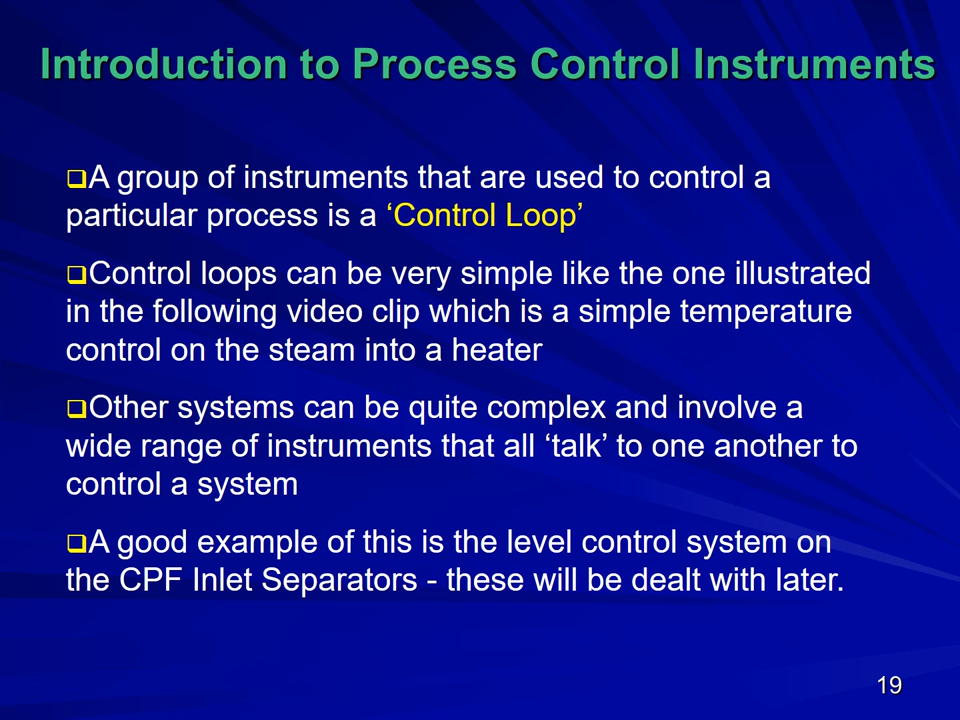 Introduction to Process Control Instruments
❑A group of instruments that are used to control a
particular process is a ‘Control Loop’
❑Control loops can be very simple like the one illustrated
in the following video clip which is a simple temperature
control on the steam into a heater
❑Other systems can be quite complex and involve a
wide range of instruments that all ‘talk’ to one another to
control a system
❑A good example of this is the level control system on
the CPF Inlet Separators - these will be dealt with later.
19